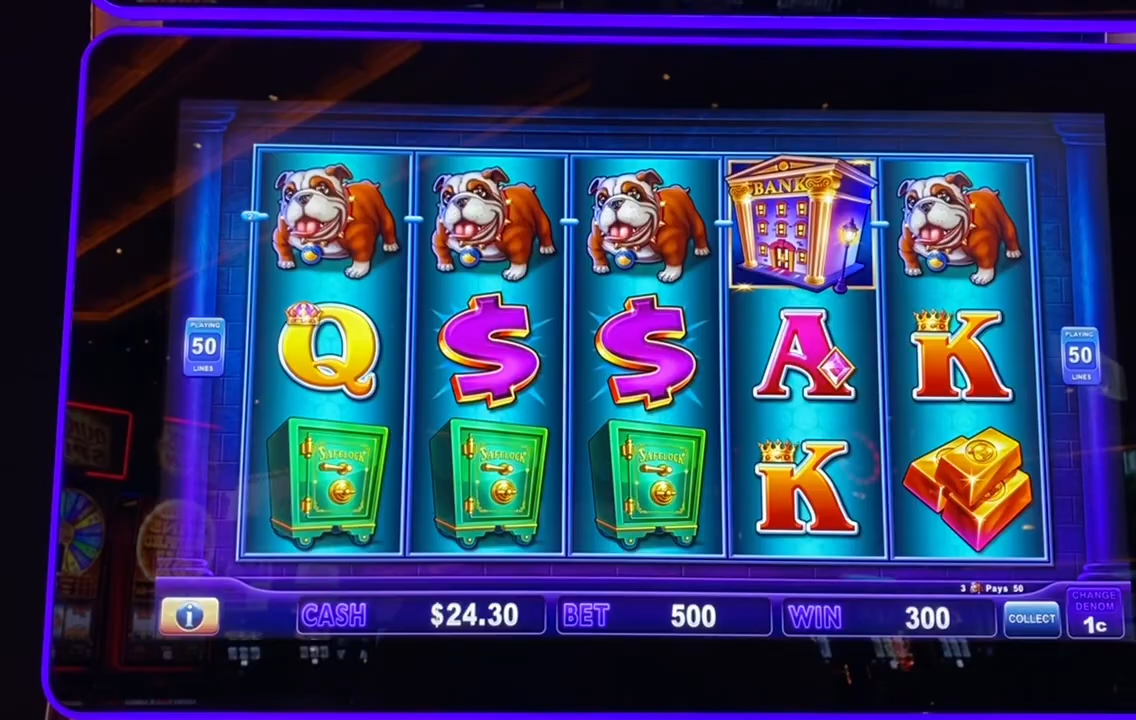 2
BANK
PLAYING
50
LINES
Q
$
$
A
K
PLAYING
50
LINES
SAFELOCK
SAFELOCK
SAFELOCK
K
3 Pays 50
i
CASH $24.30
BET 500
WIN 300
COLLECT
CHANGE
DENOM
1c